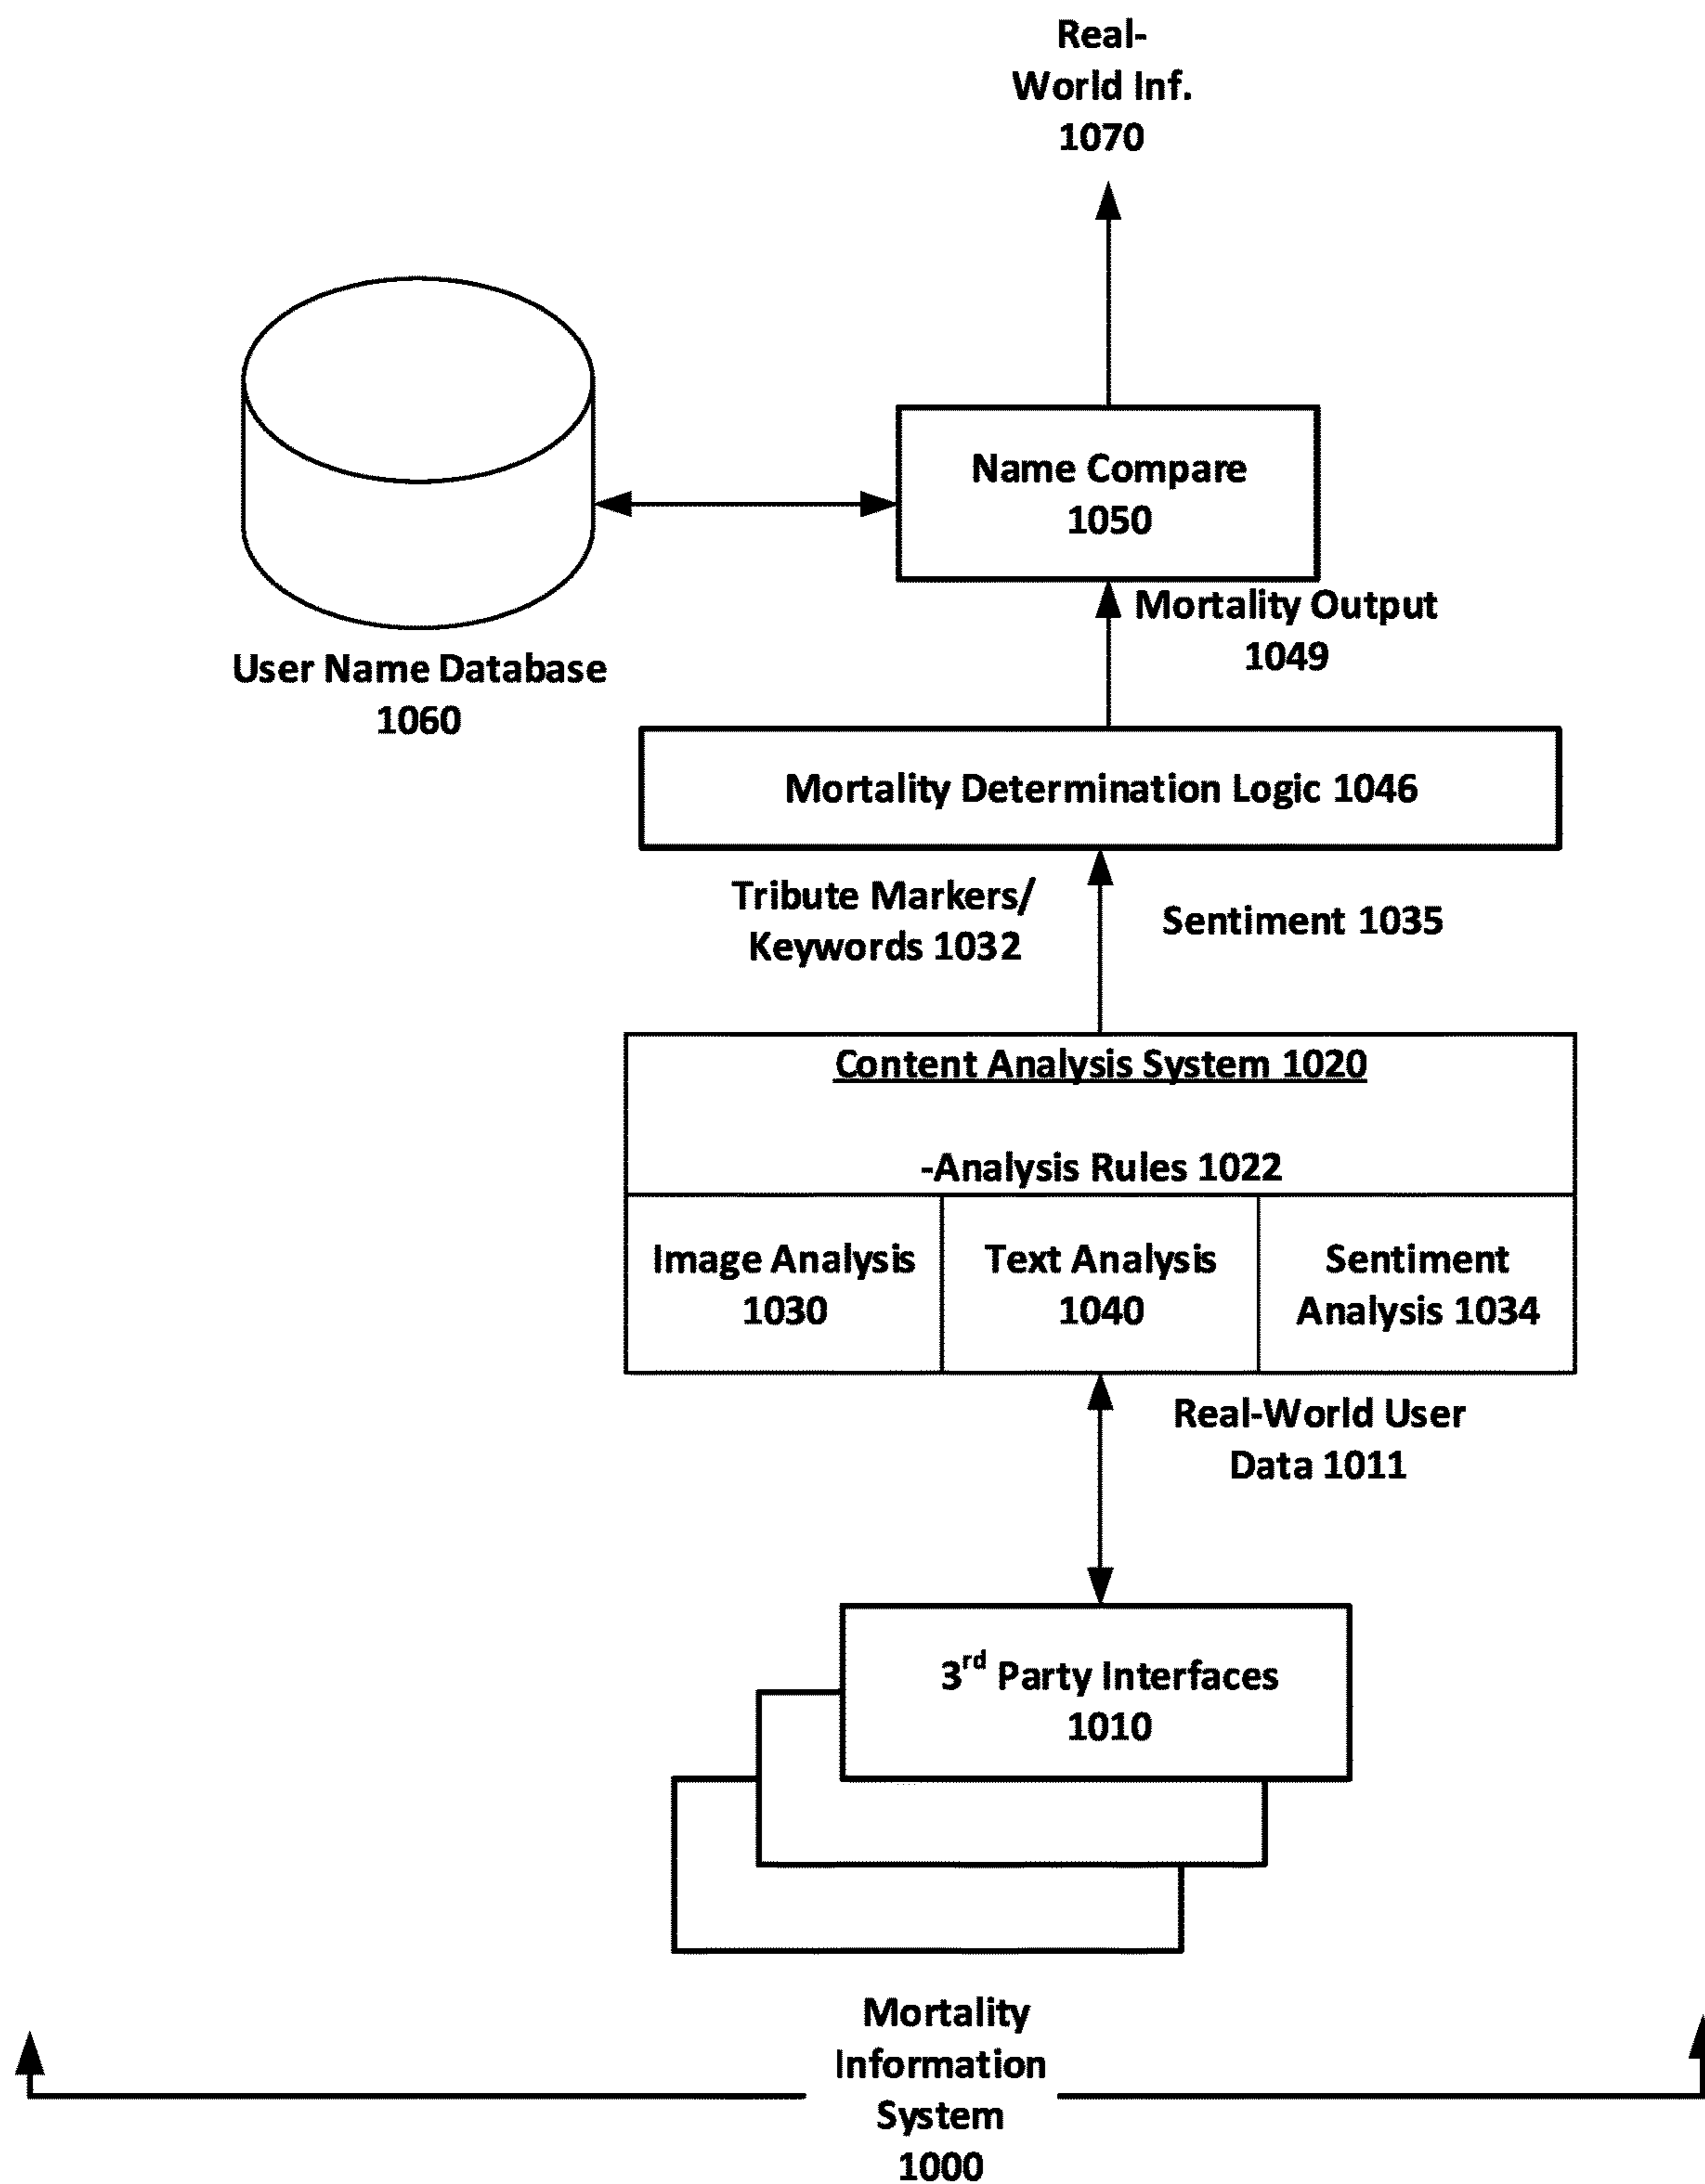 Real-
World Inf.
1070
Name Compare
1050
Mortality Output
1049
User Name Database
1060
Mortality Determination Logic 1046
Tribute Markers/
Keywords 1032
Sentiment 1035
Content Analysis System 1020
-Analysis Rules 1022
Image Analysis
1030
Text Analysis
1040
Sentiment
Analysis 1034
Real-World User
Data 1011
3rd Party Interfaces
1010
Mortality
Information
System
1000